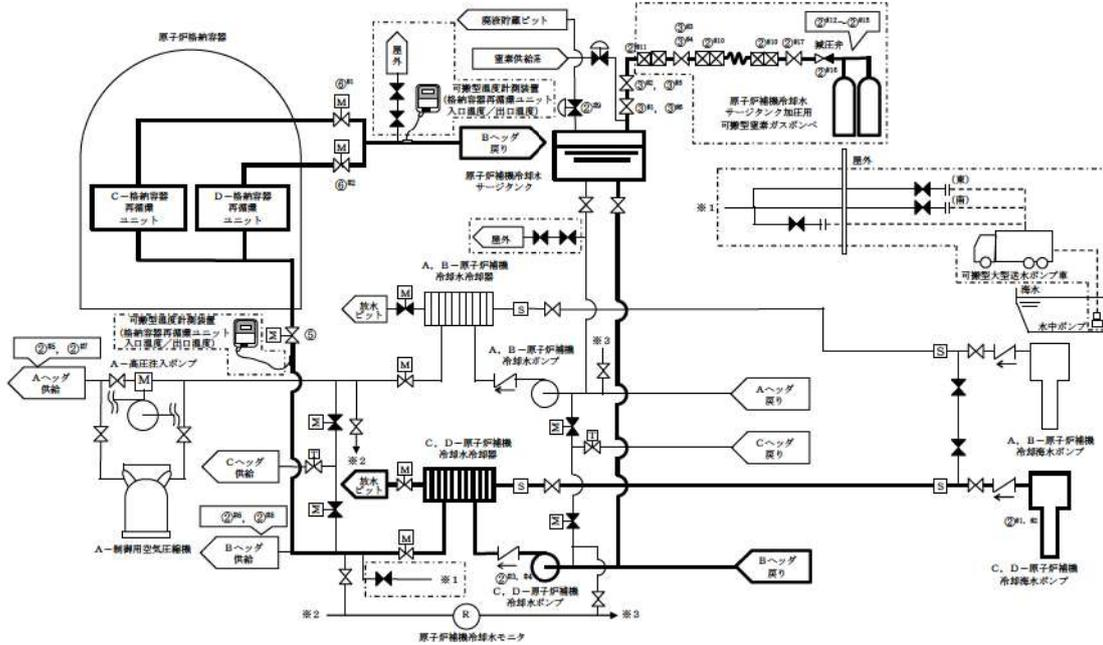 原子炉格納容器
C－格納容器
再循環
ユニット
D－格納容器
再循環
ユニット
M
M
屋外
可搬型温度計測装置
(格納容器再循環ユニット
入口温度／出口温度)
Bヘッダ
戻り
廃液貯蔵ピット
窒素供給系
原子炉補機冷却水
サージタンク
減圧弁
原子炉補機冷却水
サージタンク加圧用
可搬型窒素ガスボンベ
屋外
(東)
(南)
※1
可搬型大型送水ポンプ車
海水
水中ポンプ
屋外
A，B－原子炉補機
冷却水冷却器
放水
ピット
M
S
可搬型温度計測装置
(格納容器再循環ユニット
入口温度／出口温度)
M
⑤
A－高圧注入ポンプ
Aヘッダ
供給
M
M
A，B－原子炉補機
冷却水ポンプ
※3
Aヘッダ
戻り
S
A，B－原子炉補機
冷却海水ポンプ
M
M
Cヘッダ
供給
T
※2
T
Cヘッダ
戻り
C，D－原子炉補機
冷却水冷却器
放水
ピット
M
S
S
M
M
A－制御用空気圧縮機
Bヘッダ
供給
M
※1
C，D－原子炉補機
冷却水ポンプ
Bヘッダ
戻り
C，D－原子炉補機
冷却海水ポンプ
※2
R
※3
原子炉補機冷却水モニタ